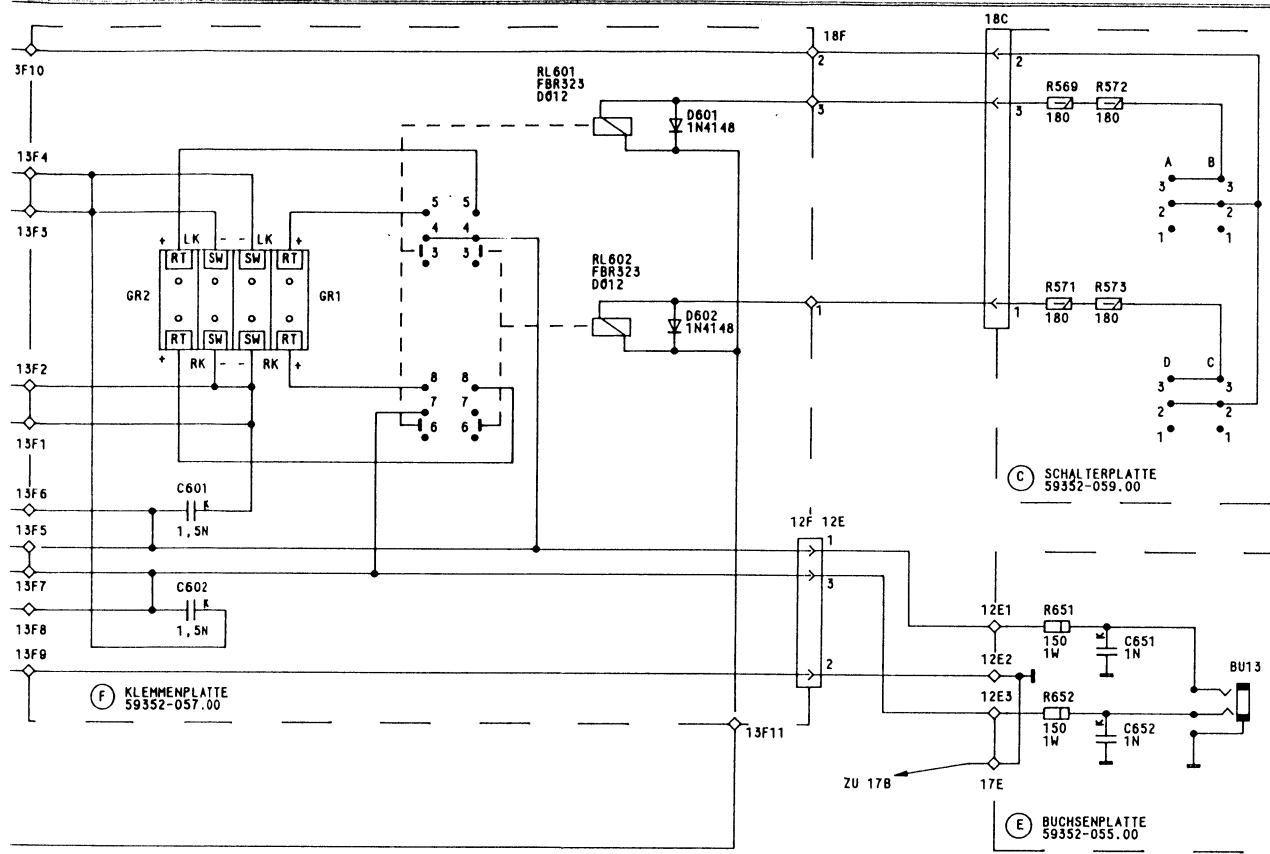 18C
18F
3F10
2
2
RL601
FBR323
D012
R569 R572
180 180
D601
1N4148
3
3
13F4
A B
3 3
2 2
1 1
5 5
4 4
3 3
13F3
+ LK - - LK +
RT SW SW RT
GR2 GR1
RT SW SW RT
+ RK - - RK +
RL602
FBR323
D012
R571 R573
180 180
D602
1N4148
1
1
13F2
D C
3 3
2 2
1 1
8 8
7 7
6 6
13F1
C SCHALTERPLATTE
59352-059.00
13F6
C601
K
1,5N
12F 12E
13F5
1
3
13F7
C602
K
1,5N
13F8
12E1
R651
150
1W
K
C651
1N
13F9
2
12E2
BU13
F KLEMMENPLATTE
59352-057.00
12E3
R652
150
1W
K
C652
1N
13F11
ZU 17B
17E
E BUCHSENPLATTE
59352-055.00